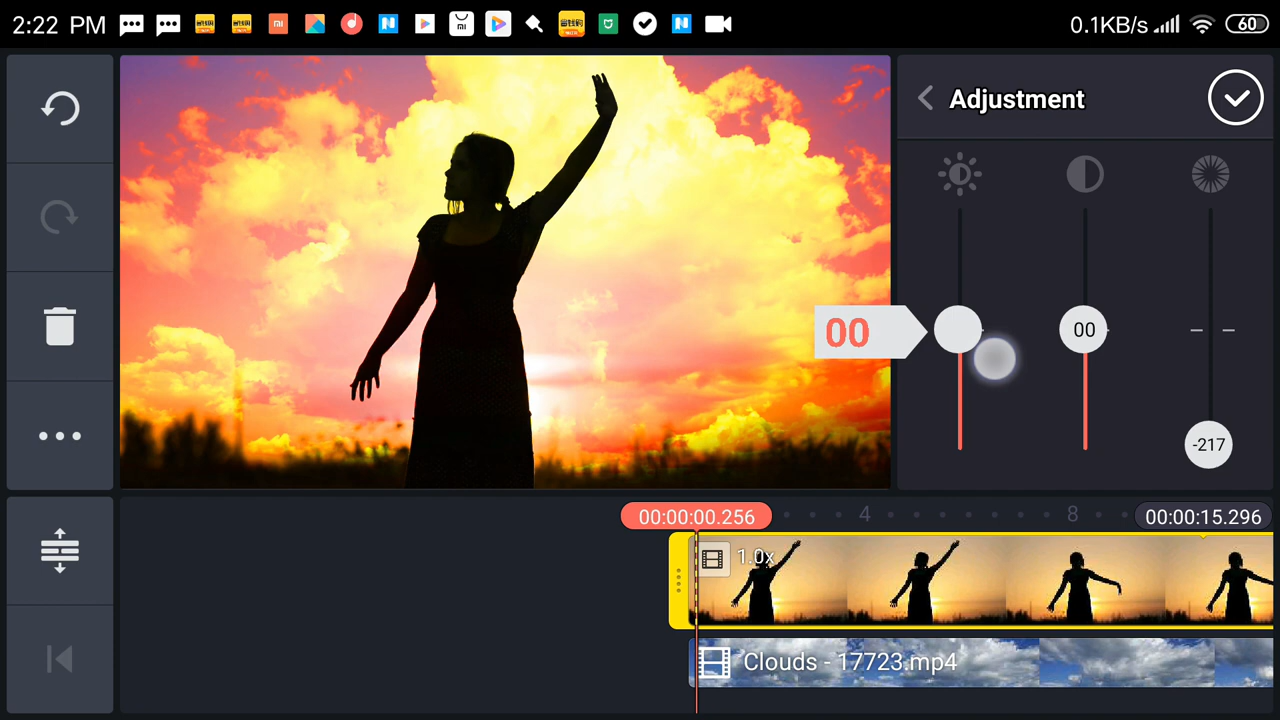 2:22 PM
0.1KB/s
60
Adjustment
00
00
-217
00:00:00.256
4
8
00:00:15.296
1.0x
Clouds - 17723.mp4